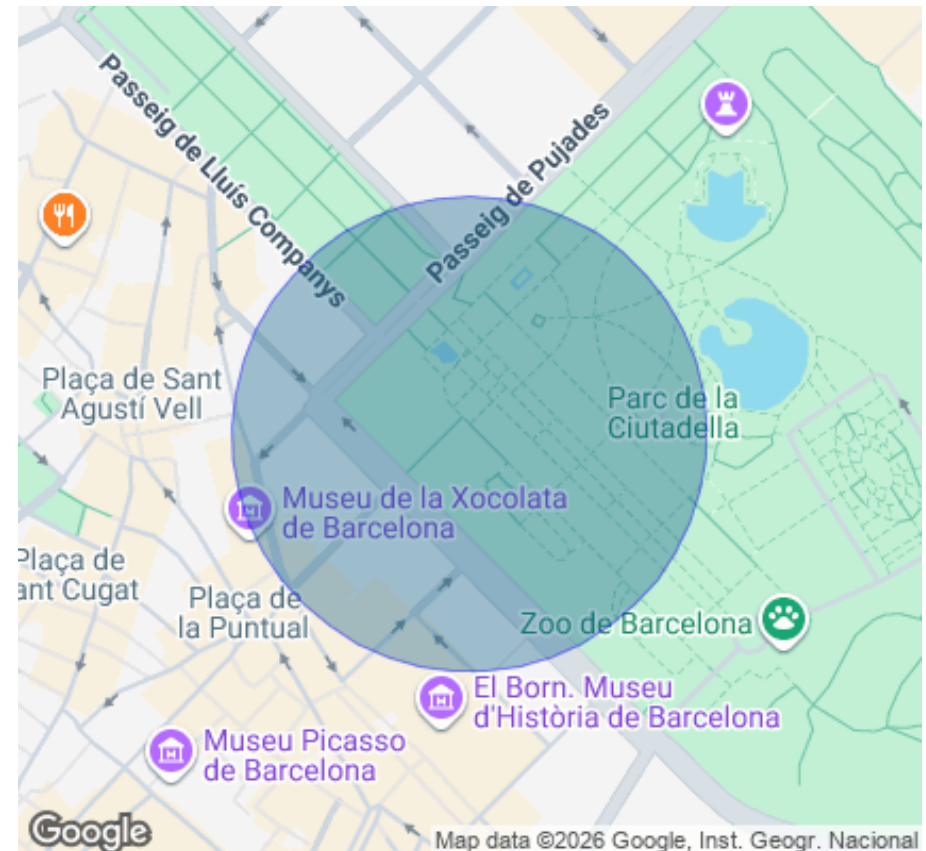 Passeig de Lluís Companys
Passeig de Pujades
Plaça de Sant
Agustí Vell
Parc de la
Ciutadella
Museu de la Xocolata
de Barcelona
Plaça de
ant Cugat
Plaça de
la Puntual
Zoo de Barcelona
El Born. Museu
d'Història de Barcelona
Museu Picasso
de Barcelona
Google
Map data ©2026 Google, Inst. Geogr. Nacional